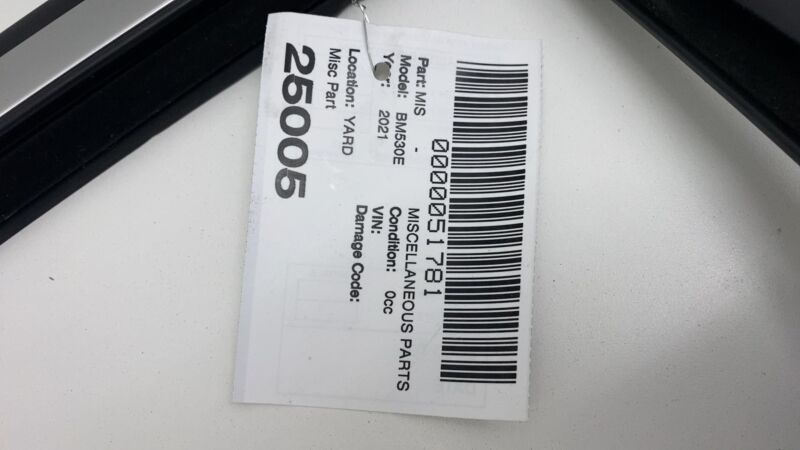 0000051781
Part: MIS - MISCELLANEOUS PARTS
Model: BM530E Condition: 0cc
Year: 2021 VIN:
Damage Code:
Location: YARD
Misc Part
25005